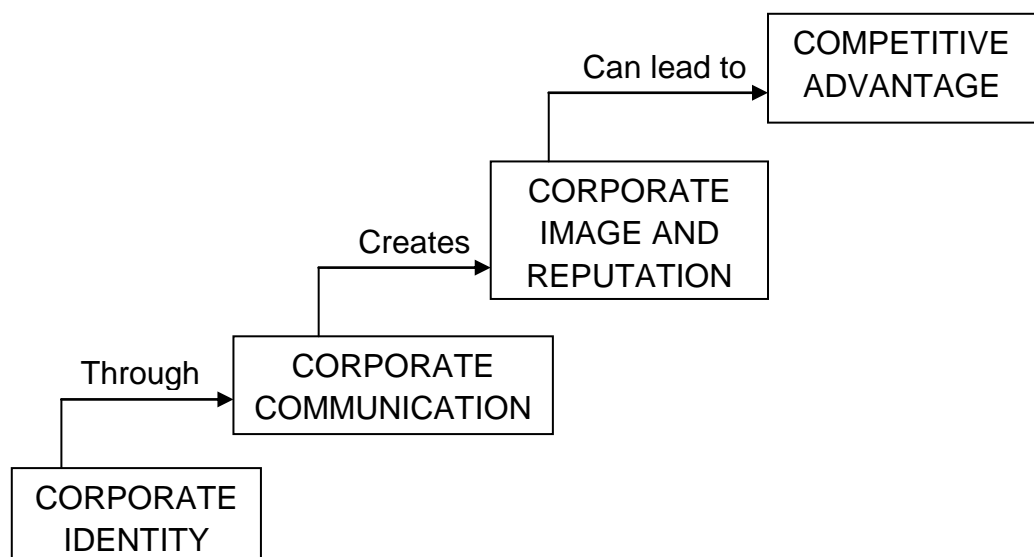 COMPETITIVE
ADVANTAGE
Can lead to
CORPORATE
IMAGE AND
REPUTATION
Creates
CORPORATE
COMMUNICATION
Through
CORPORATE
IDENTITY